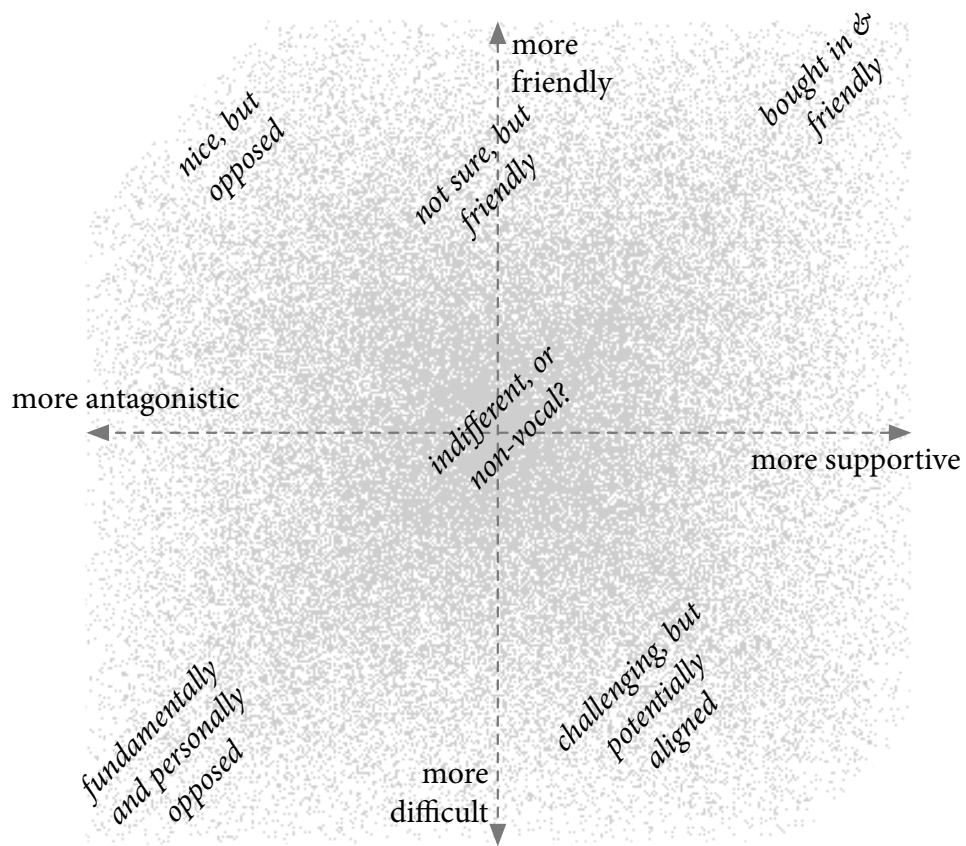 more
friendly
bought in &
friendly
nice, but
opposed
not sure, but
friendly
indifferent, or
non-vocal?
more antagonistic
more supportive
challenging, but
potentially
aligned
fundamentally
and personally
opposed
more
difficult